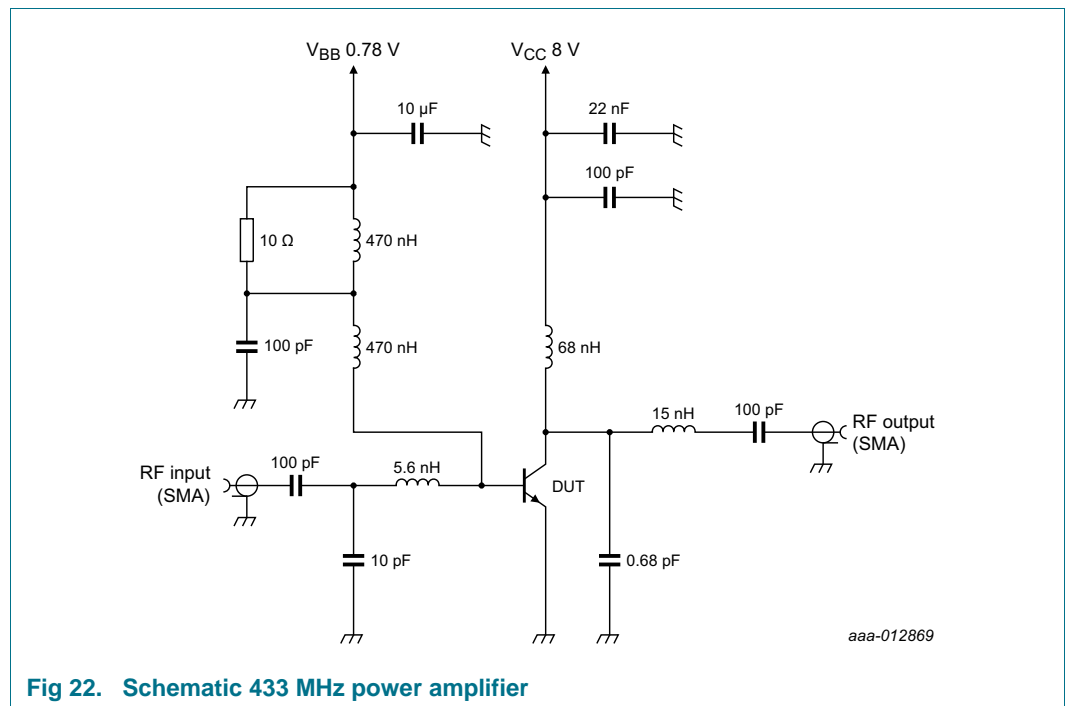 VBB 0.78 V
VCC 8 V
10 μF
22 nF
100 pF
10 Ω
470 nH
100 pF
470 nH
68 nH
15 nH
100 pF
RF output
(SMA)
RF input
(SMA)
100 pF
5.6 nH
DUT
10 pF
0.68 pF
aaa-012869
Fig 22. Schematic 433 MHz power amplifier